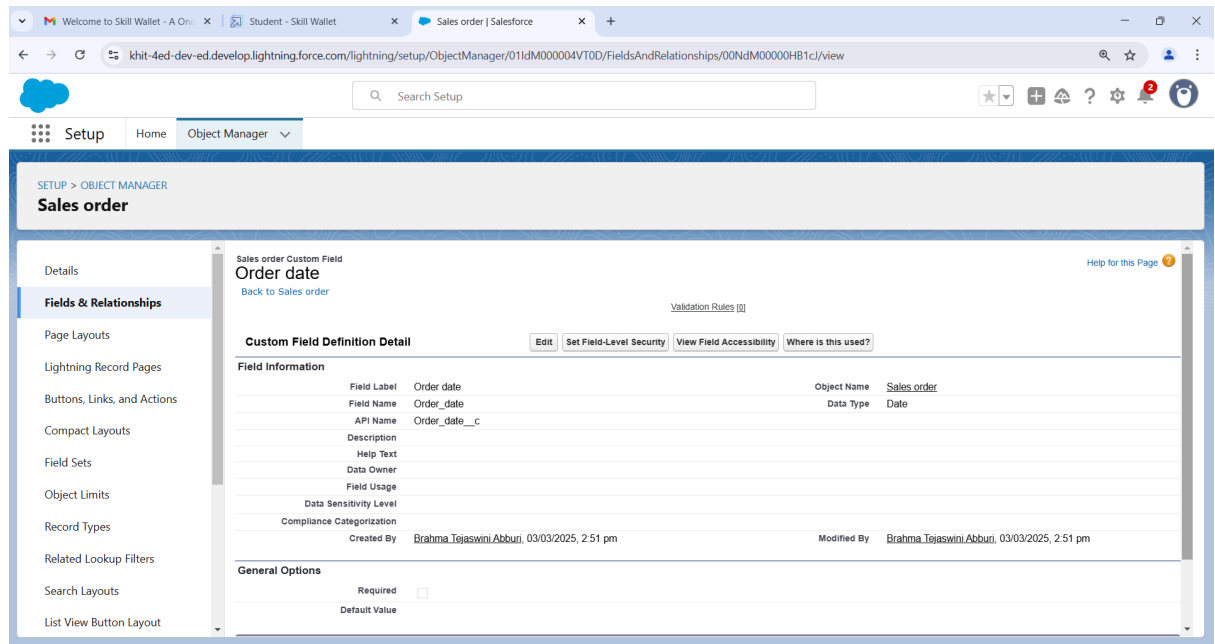 Welcome to Skill Wallet - A One
Student - Skill Wallet
Sales order | Salesforce
khit-4ed-dev-ed.develop.lightning.force.com/lightning/setup/ObjectManager/01IdM000004VT0D/FieldsAndRelationships/00NdM00000HB1cJ/view
Search Setup
2
Setup
Home
Object Manager
SETUP > OBJECT MANAGER
Sales order
Details
Fields & Relationships
Page Layouts
Lightning Record Pages
Buttons, Links, and Actions
Compact Layouts
Field Sets
Object Limits
Record Types
Related Lookup Filters
Search Layouts
List View Button Layout
Sales order Custom Field
Order date
Back to Sales order
Help for this Page ?
Validation Rules [0]
Custom Field Definition Detail
Edit
Set Field-Level Security
View Field Accessibility
Where is this used?
Field Information
Field Label Order date
Object Name Sales order
Field Name Order_date
Data Type Date
API Name Order_date__c
Description
Help Text
Data Owner
Field Usage
Data Sensitivity Level
Compliance Categorization
Created By Brahma Tejaswini Abburi, 03/03/2025, 2:51 pm
Modified By Brahma Tejaswini Abburi, 03/03/2025, 2:51 pm
General Options
Required
Default Value